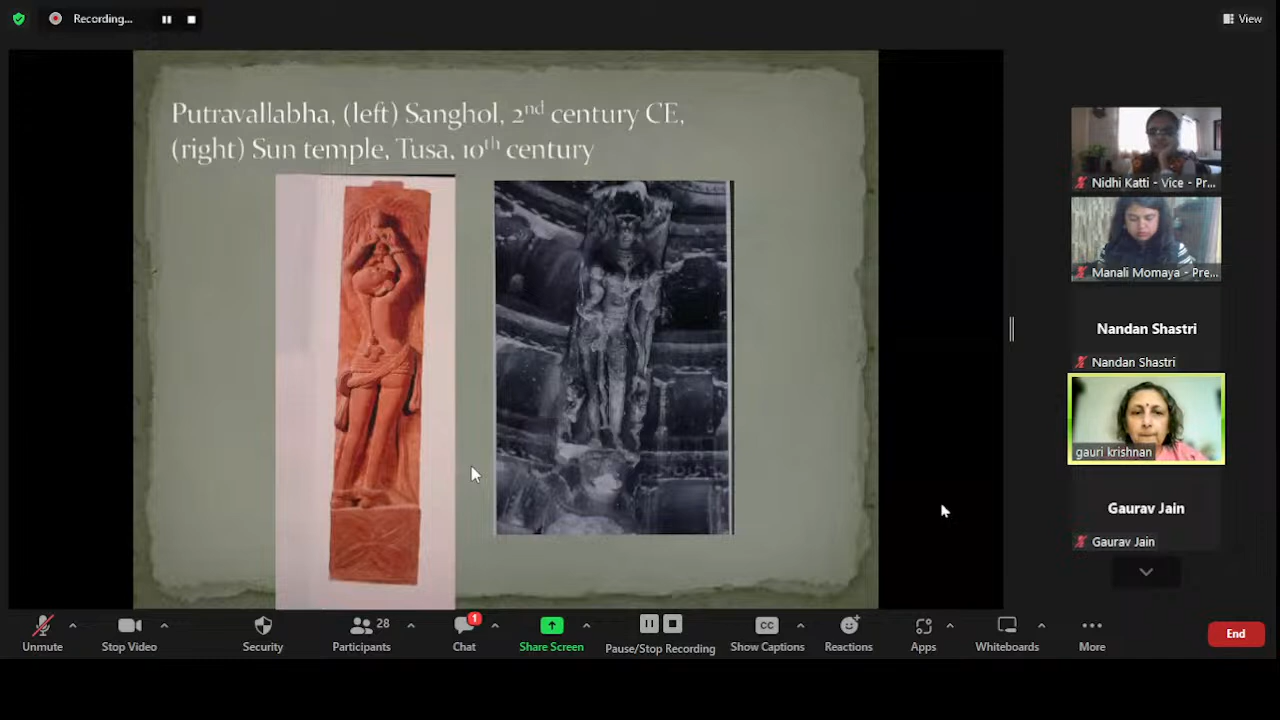 Recording...
View
Putravallabha, (left) Sanghol, 2nd century CE,
(right) Sun temple, Tusa, 10th century
Nidhi Katti - Vice - Pr...
Manali Momaya - Pre...
Nandan Shastri
Nandan Shastri
gauri krishnan
Gaurav Jain
Gaurav Jain
Unmute
Stop Video
Security
28
Participants
1
Chat
Share Screen
Pause/Stop Recording
CC
Show Captions
Reactions
Apps
Whiteboards
More
End